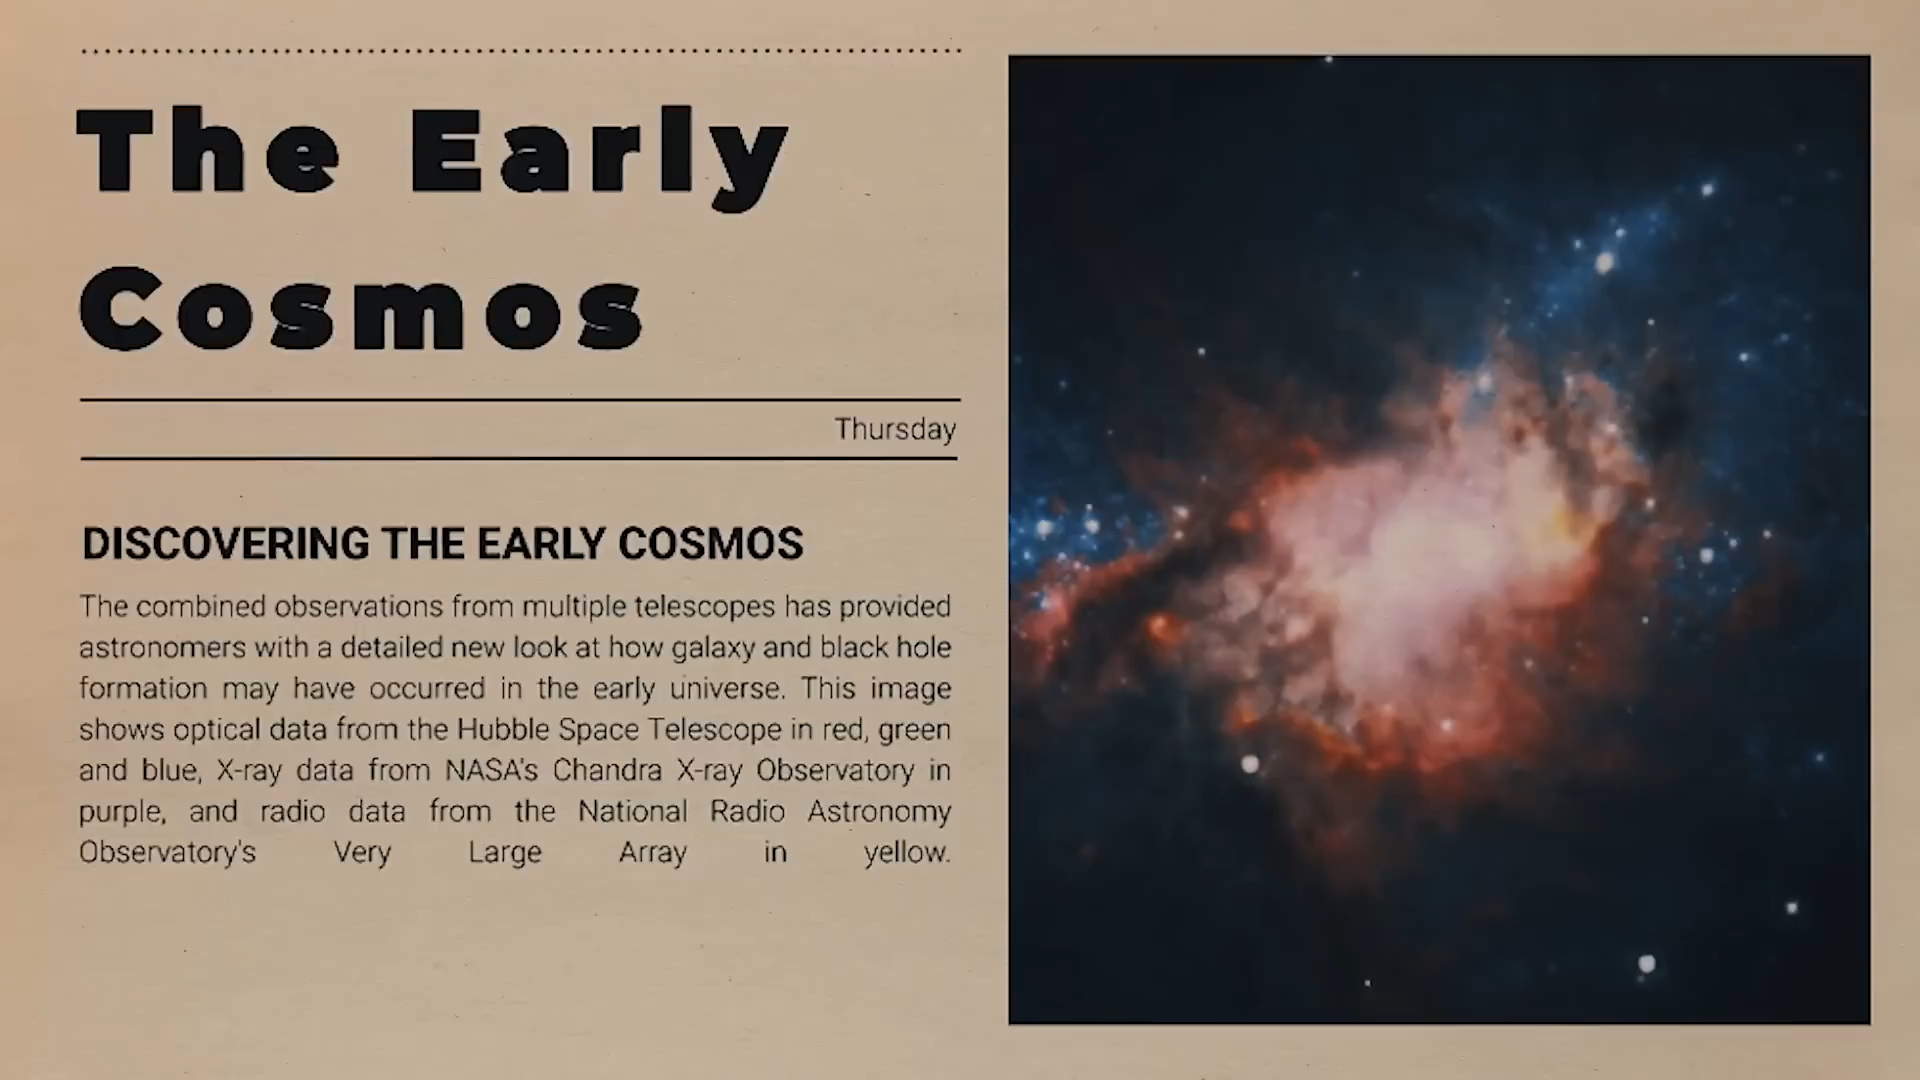 The Early
Cosmos
Thursday
DISCOVERING THE EARLY COSMOS
The combined observations from multiple telescopes has provided
astronomers with a detailed new look at how galaxy and black hole
formation may have occurred in the early universe. This image
shows optical data from the Hubble Space Telescope in red, green
and blue, X-ray data from NASA's Chandra X-ray Observatory in
purple, and radio data from the National Radio Astronomy
Observatory's Very Large Array in yellow.